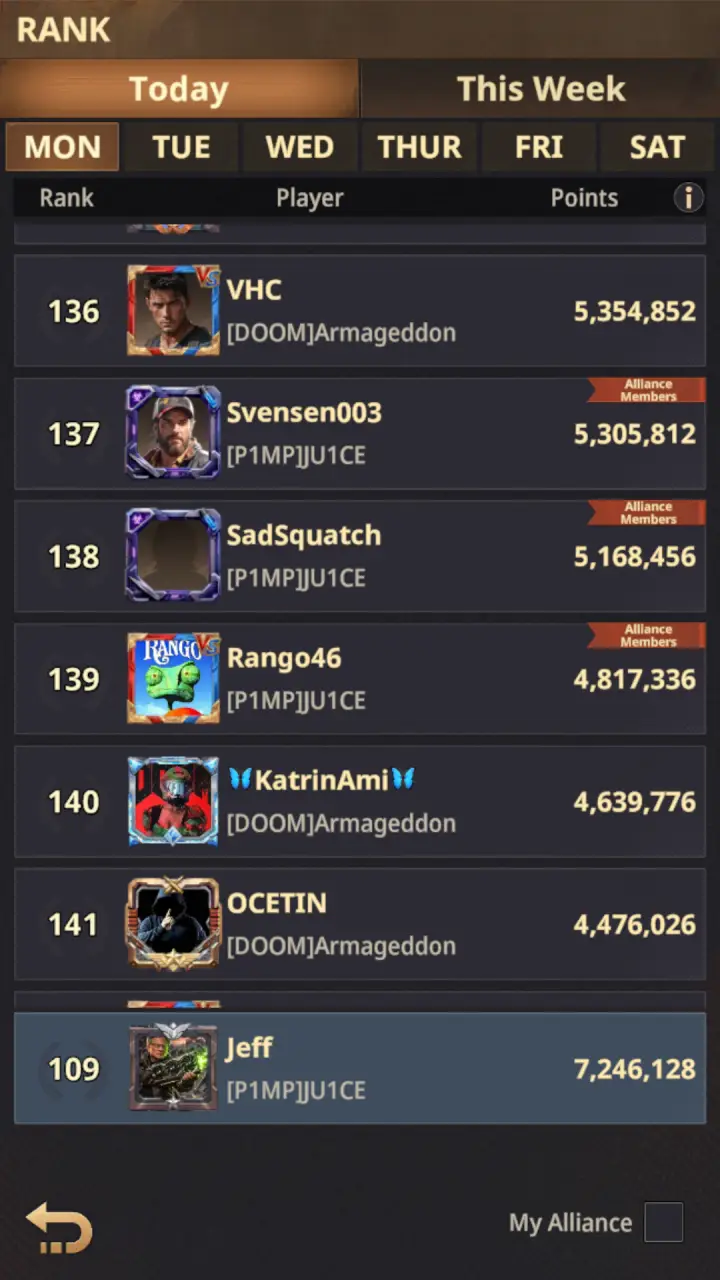 RANK
Today This Week
MON TUE WED THUR FRI SAT
Rank Player Points i
136 VHC 5,354,852
[DOOM]Armageddon
VS
Alliance Members
137 Svensen003 5,305,812
[P1MP]JU1CE
Alliance Members
138 SadSquatch 5,168,456
[P1MP]JU1CE
Alliance Members
139 Rango46 4,817,336
[P1MP]JU1CE
RANGO VS
140 🦋KatrinAmi🦋 4,639,776
[DOOM]Armageddon
141 OCETIN 4,476,026
[DOOM]Armageddon
109 Jeff 7,246,128
[P1MP]JU1CE
My Alliance